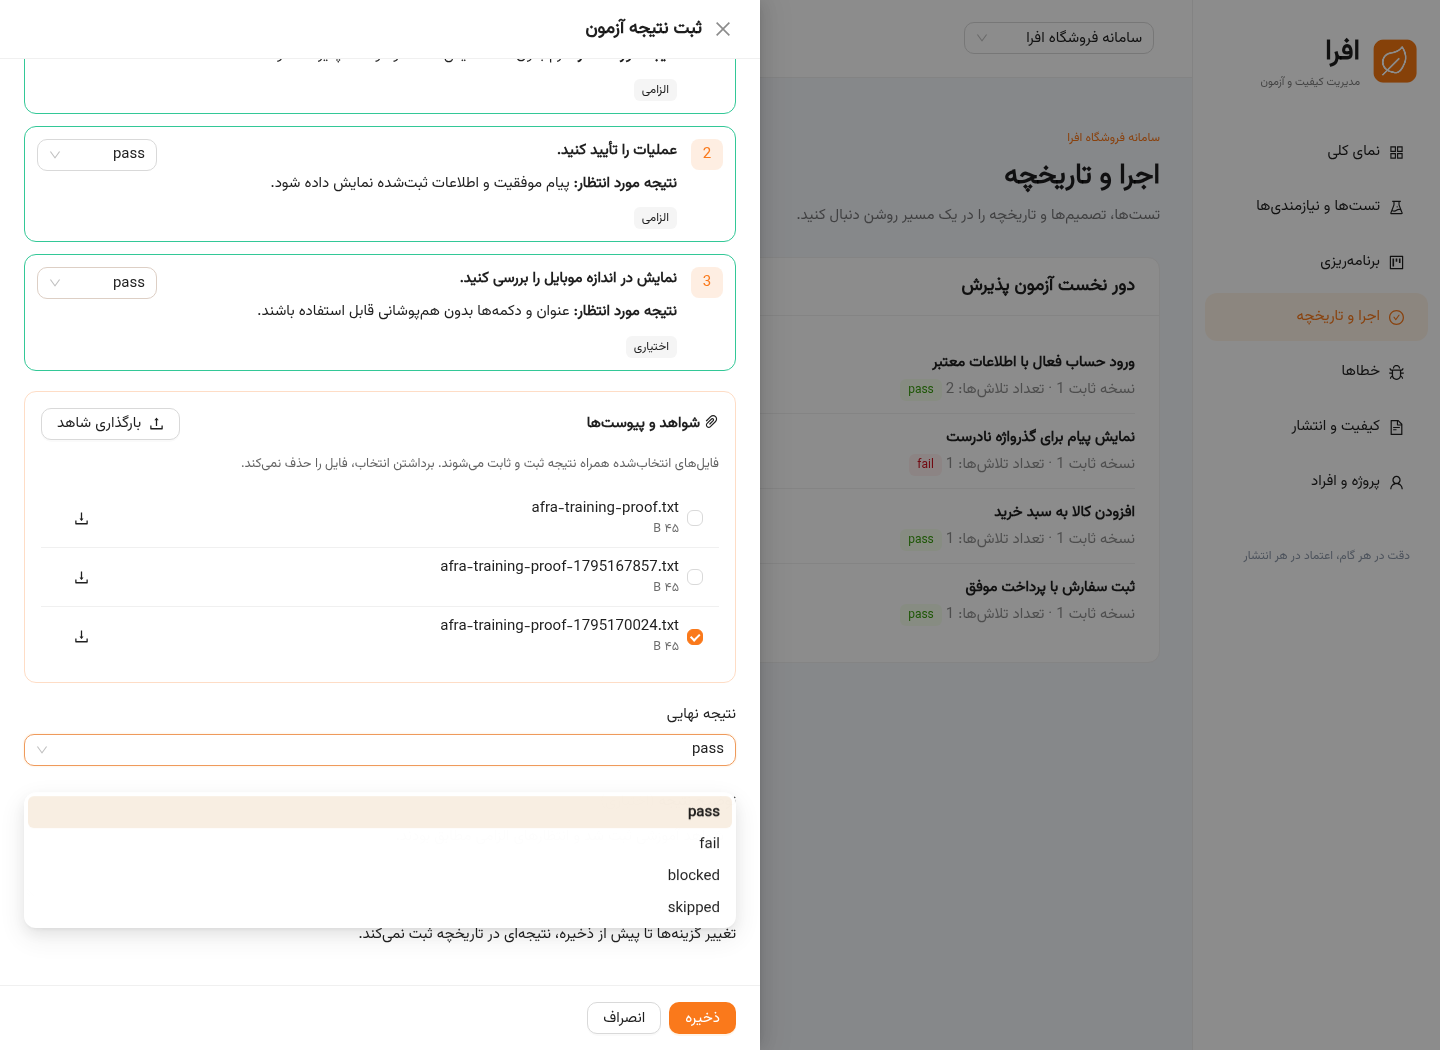 افرا
مدیریت کیفیت و آزمون
نمای کلی
تست‌ها و نیازمندی‌ها
برنامه‌ریزی
اجرا و تاریخچه
خطاها
کیفیت و انتشار
پروژه و افراد
دقت در هر گام، اعتماد در هر انتشار
سامانه فروشگاه افرا
سامانه فروشگاه افرا
اجرا و تاریخچه
تست‌ها، تصمیم‌ها و تاریخچه را در یک مسیر روشن دنبال کنید.
دور نخست آزمون پذیرش
ورود حساب فعال با اطلاعات معتبر
نسخه ثابت 1 · تعداد تلاش‌ها: 2 pass
نمایش پیام برای گذرواژه نادرست
نسخه ثابت 1 · تعداد تلاش‌ها: 1 fail
افزودن کالا به سبد خرید
نسخه ثابت 1 · تعداد تلاش‌ها: 1 pass
ثبت سفارش با پرداخت موفق
نسخه ثابت 1 · تعداد تلاش‌ها: 1 pass
ثبت نتیجه آزمون
الزامی
2 عملیات را تأیید کنید. pass
نتیجه مورد انتظار: پیام موفقیت و اطلاعات ثبت‌شده نمایش داده شود.
الزامی
3 نمایش در اندازه موبایل را بررسی کنید. pass
نتیجه مورد انتظار: عنوان و دکمه‌ها بدون هم‌پوشانی قابل استفاده باشند.
اختیاری
شواهد و پیوست‌ها بارگذاری شاهد
فایل‌های انتخاب‌شده همراه نتیجه ثبت و ثابت می‌شوند. برداشتن انتخاب، فایل را حذف نمی‌کند.
afra-training-proof.txt
۴۵ B
afra-training-proof-1795167857.txt
۴۵ B
afra-training-proof-1795170024.txt
۴۵ B
نتیجه نهایی
pass
pass
fail
blocked
skipped
تغییر گزینه‌ها تا پیش از ذخیره، نتیجه‌ای در تاریخچه ثبت نمی‌کند.
ذخیره انصراف